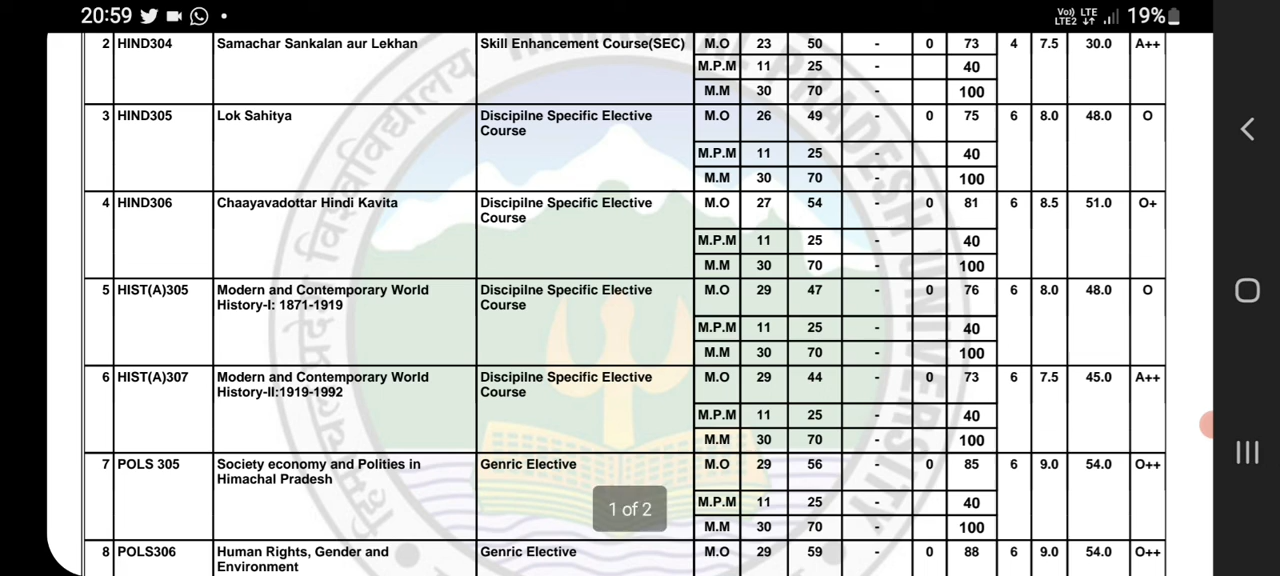 20:59
Vo) LTE
LTE2 19%
2 HIND304 Samachar Sankalan aur Lekhan Skill Enhancement Course(SEC) M.O 23 50 - 0 73 4 7.5 30.0 A++
M.P.M 11 25 - 40
M.M 30 70 - 100
3 HIND305 Lok Sahitya Discipilne Specific Elective M.O 26 49 - 0 75 6 8.0 48.0 O
Course
M.P.M 11 25 - 40
M.M 30 70 - 100
4 HIND306 Chaayavadottar Hindi Kavita Discipilne Specific Elective M.O 27 54 - 0 81 6 8.5 51.0 O+
Course
M.P.M 11 25 - 40
M.M 30 70 - 100
5 HIST(A)305 Modern and Contemporary World Discipilne Specific Elective M.O 29 47 - 0 76 6 8.0 48.0 O
History-I: 1871-1919 Course
M.P.M 11 25 - 40
M.M 30 70 - 100
6 HIST(A)307 Modern and Contemporary World Discipilne Specific Elective M.O 29 44 - 0 73 6 7.5 45.0 A++
History-II:1919-1992 Course
M.P.M 11 25 - 40
M.M 30 70 - 100
7 POLS 305 Society economy and Polities in Genric Elective M.O 29 56 - 0 85 6 9.0 54.0 O++
Himachal Pradesh
M.P.M 11 25 - 40
M.M 30 70 - 100
1 of 2
8 POLS306 Human Rights, Gender and Genric Elective M.O 29 59 - 0 88 6 9.0 54.0 O++
Environment
PRADESH UNIVERSITY
विश्वविद्यालय